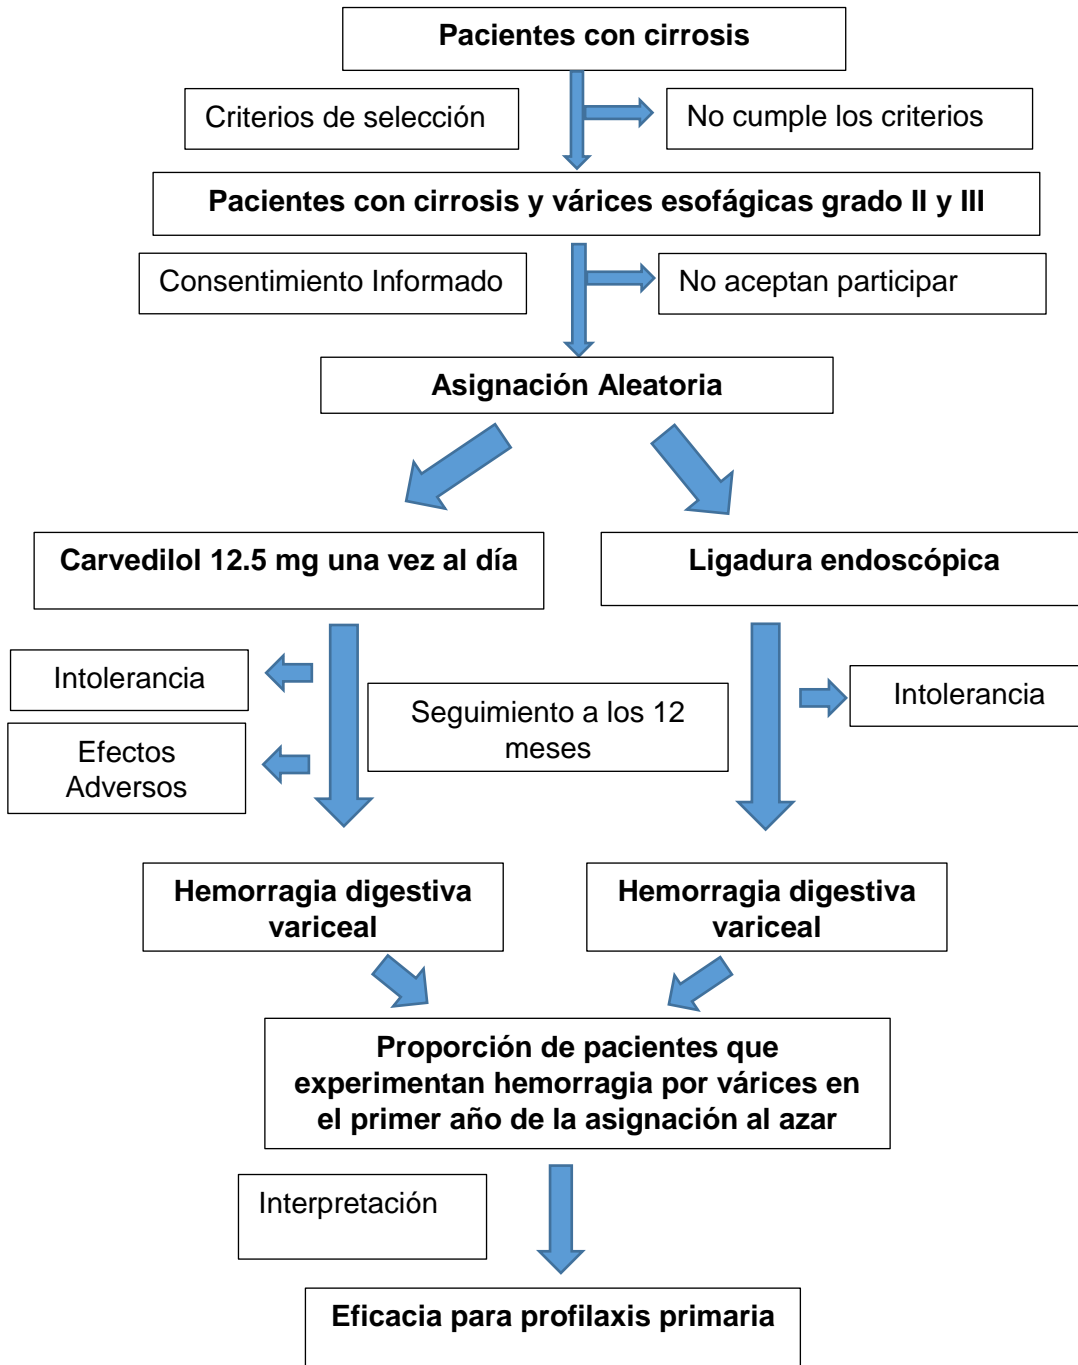 Pacientes con cirrosis
Criterios de selección
No cumple los criterios
Pacientes con cirrosis y várices esofágicas grado II y III
Consentimiento Informado
No aceptan participar
Asignación Aleatoria
Carvedilol 12.5 mg una vez al día
Ligadura endoscópica
Intolerancia
Seguimiento a los 12
meses
Intolerancia
Efectos
Adversos
Hemorragia digestiva
variceal
Hemorragia digestiva
variceal
Proporción de pacientes que
experimentan hemorragia por várices en
el primer año de la asignación al azar
Interpretación
Eficacia para profilaxis primaria